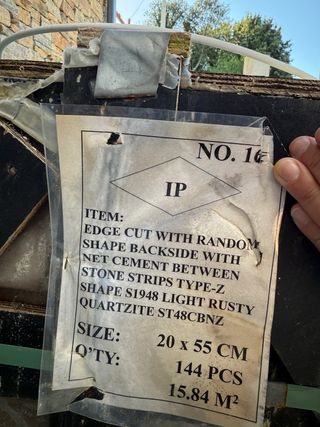 NO. 16
IP
ITEM:
EDGE CUT WITH RANDOM
SHAPE BACKSIDE WITH
NET CEMENT BETWEEN
STONE STRIPS TYPE-Z
SHAPE S1948 LIGHT RUSTY
QUARTZITE ST48CBNZ
SIZE: 20 x 55 CM
Q'TY: 144 PCS
15.84 M²